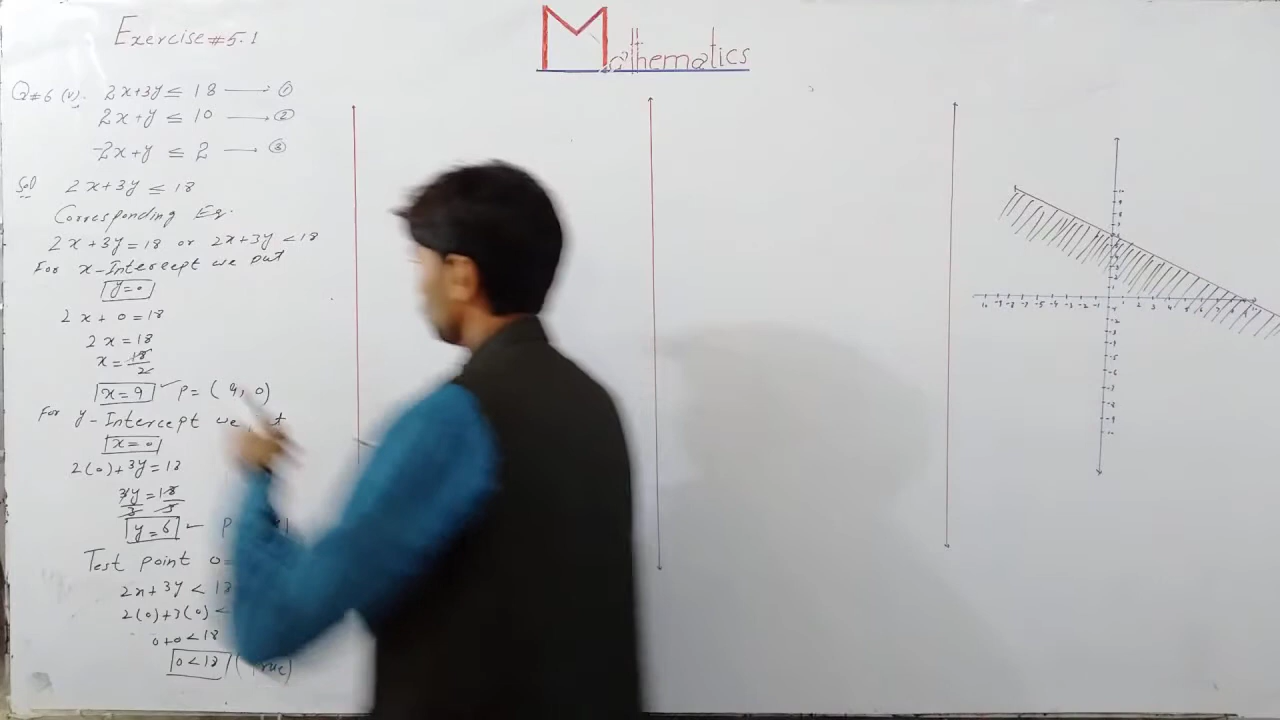 Exercise #5.1
Mathematics
Q#6 (v). 2x+3y ≤ 18 ①
2x+y ≤ 10 ②
-2x+y ≤ 2 ③
Sol 2x+3y ≤ 18
Corresponding Eq.
2x+3y=18 or 2x+3y<18
For x-Intercept we put
y=0
2x+0=18
2x=18
x=18/2
x=9 ✓ P=(9,0)
For y-Intercept we put
x=0
2(0)+3y=18
3y/3=18/3
y=6 P
Test point 0=
2x+3y<18
2(0)+3(0)<
0+0<18
0<18 (True)